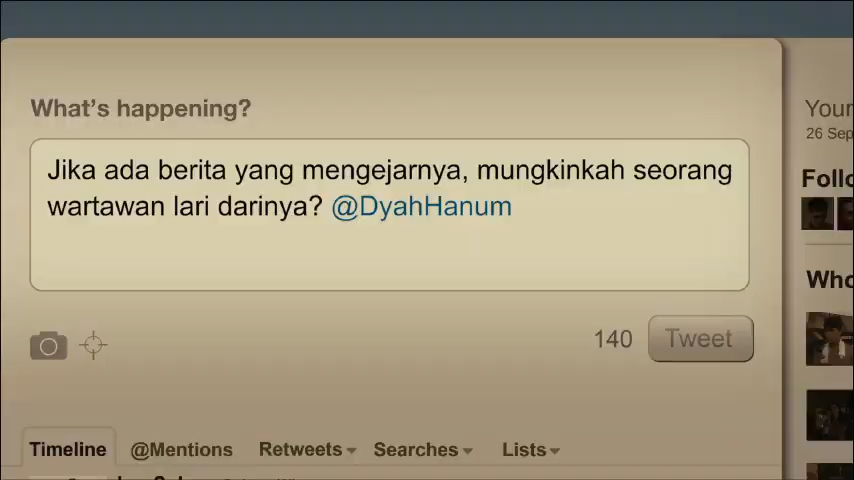 What's happening?
Your
26 Sep
Jika ada berita yang mengejarnya, mungkinkah seorang
wartawan lari darinya? @DyahHanum
Follo
Who
140 Tweet
Timeline @Mentions Retweets Searches Lists